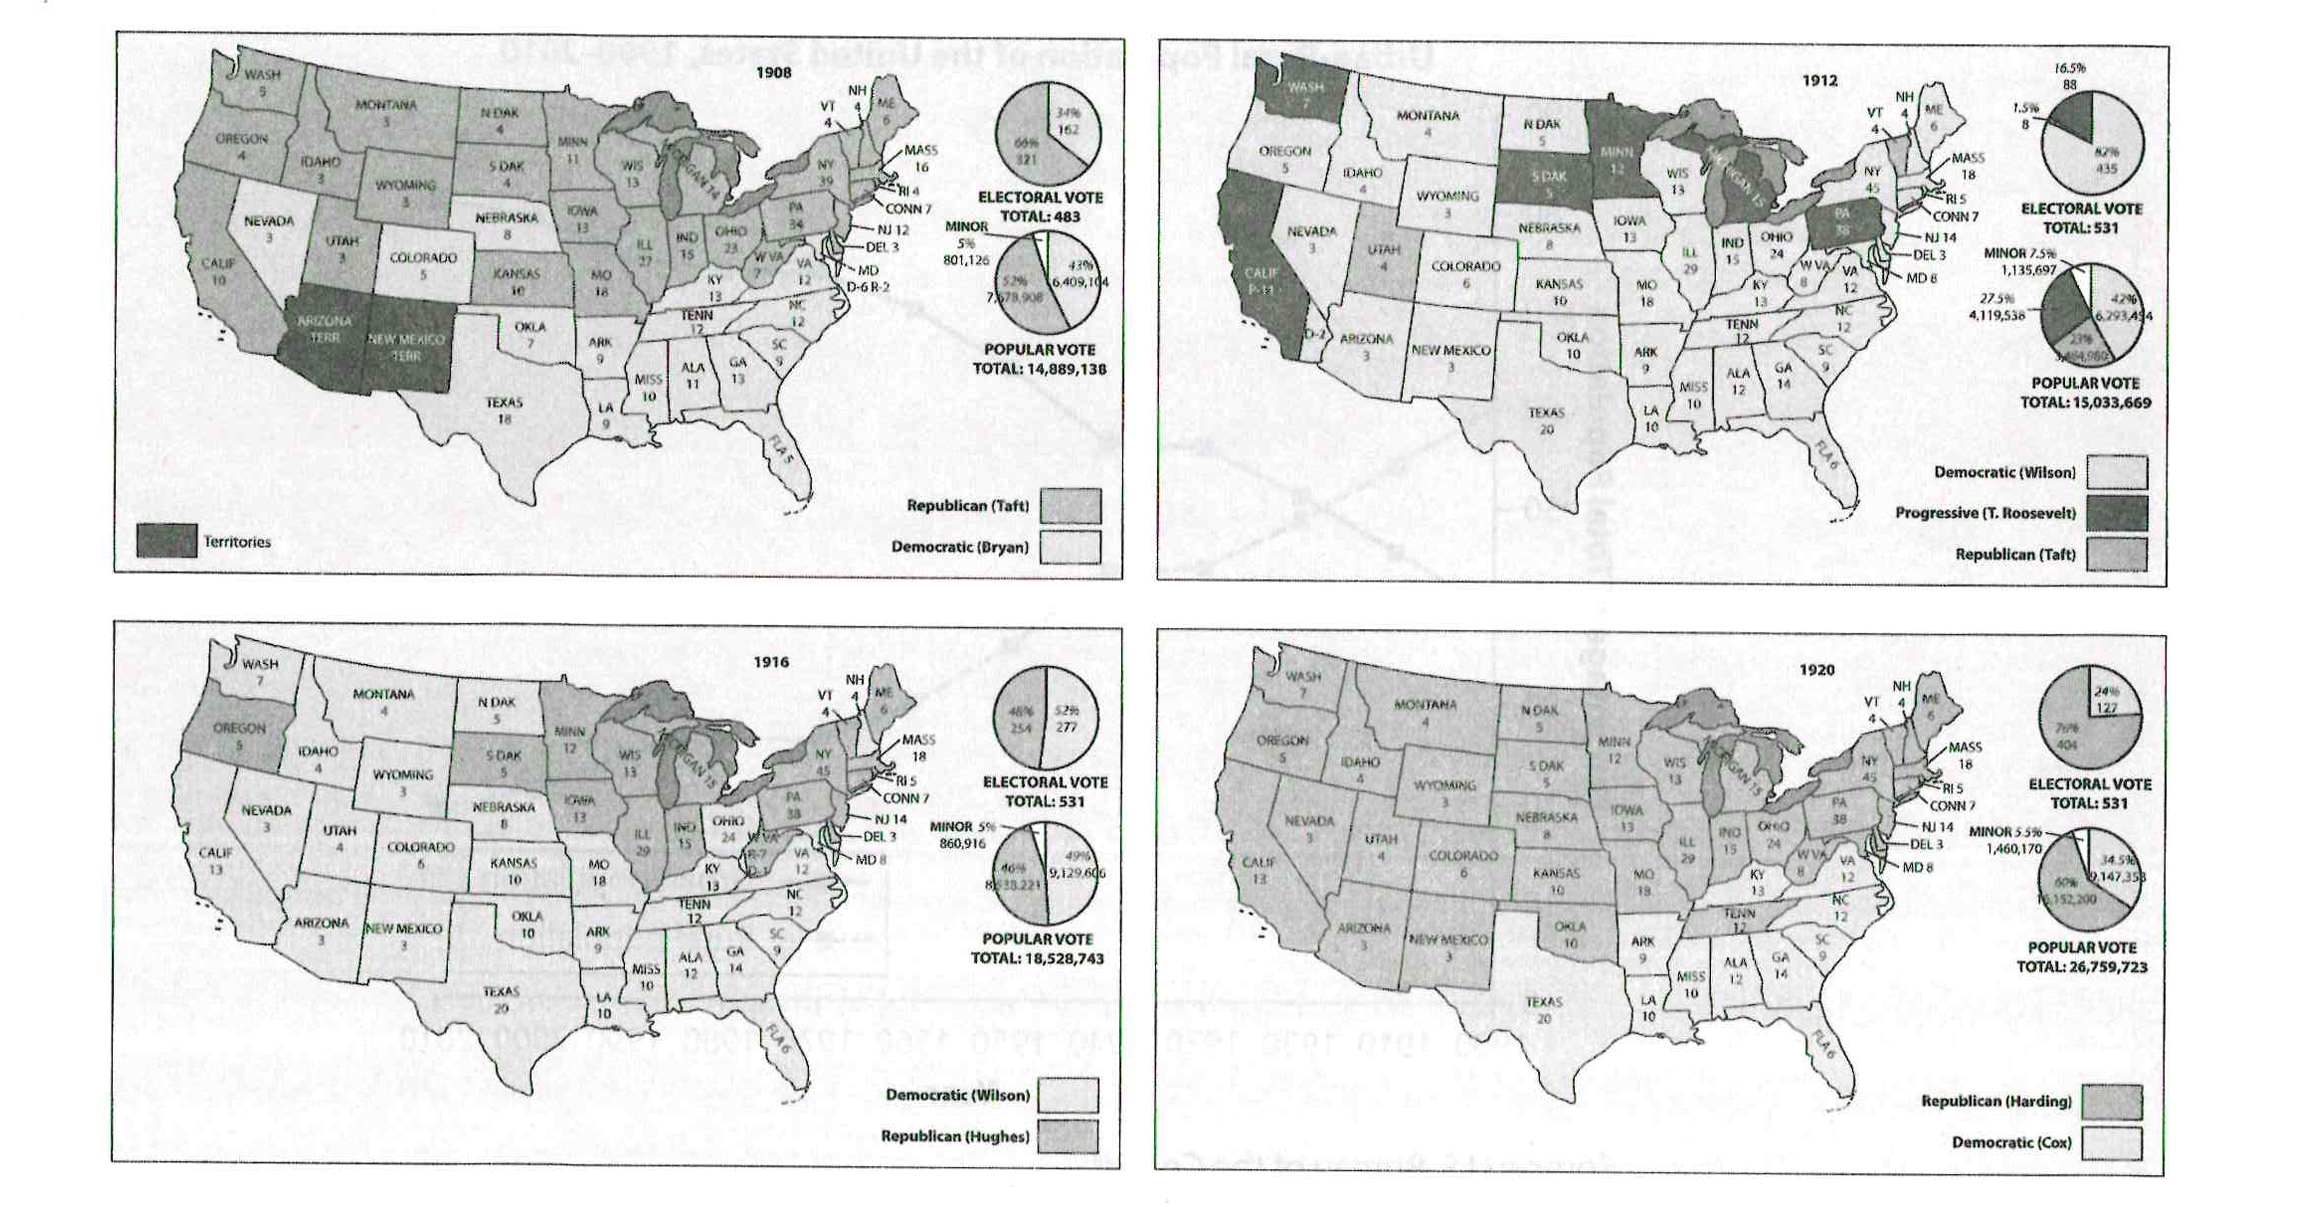 1908
WASH
5
MONTANA
3
N DAK
4
MINN
11
VT
4
NH
4
ME
6
OREGON
4
IDAHO
3
S DAK
4
WIS
13
MICHIGAN 14
NY
39
MASS
16
RI 4
CONN 7
WYOMING
3
NEVADA
3
NEBRASKA
8
IOWA
13
PA
34
NJ 12
DEL 3
MD
D-6 R-2
UTAH
3
COLORADO
5
ILL
27
IND
15
OHIO
23
W VA
7
VA
12
CALIF
10
KANSAS
10
MO
18
KY
13
ARIZONA
TERR
NEW MEXICO
TERR
OKLA
7
ARK
9
TENN
12
NC
12
SC
9
MISS
10
ALA
11
GA
13
TEXAS
18
LA
9
FLA 5
34%
162
66%
321
ELECTORAL VOTE
TOTAL: 483
MINOR
5%
801,126
43%
6,409,104
52%
7,678,908
POPULAR VOTE
TOTAL: 14,889,138
Republican (Taft)
Democratic (Bryan)
Territories
1912
WASH
7
MONTANA
4
N DAK
5
MINN
12
VT
4
NH
4
ME
6
OREGON
5
IDAHO
4
S DAK
5
WIS
13
MICHIGAN 15
NY
45
MASS
18
RI 5
CONN 7
WYOMING
3
NEVADA
3
NEBRASKA
8
IOWA
13
PA
38
NJ 14
DEL 3
MD 8
UTAH
4
COLORADO
6
ILL
29
IND
15
OHIO
24
W VA
8
VA
12
CALIF
P-11
D-2
KANSAS
10
MO
18
KY
13
ARIZONA
3
NEW MEXICO
3
OKLA
10
ARK
9
TENN
12
NC
12
SC
9
MISS
10
ALA
12
GA
14
TEXAS
20
LA
10
FLA 6
16.5%
88
1.5%
8
82%
435
ELECTORAL VOTE
TOTAL: 531
MINOR 7.5%
1,135,697
27.5%
4,119,538
42%
6,293,454
23%
3,484,980
POPULAR VOTE
TOTAL: 15,033,669
Democratic (Wilson)
Progressive (T. Roosevelt)
Republican (Taft)
1916
WASH
7
MONTANA
4
N DAK
5
MINN
12
VT
4
NH
4
ME
6
OREGON
5
IDAHO
4
S DAK
5
WIS
13
MICHIGAN 15
NY
45
MASS
18
RI 5
CONN 7
WYOMING
3
NEVADA
3
NEBRASKA
8
IOWA
13
PA
38
NJ 14
DEL 3
MD 8
UTAH
4
COLORADO
6
ILL
29
IND
15
OHIO
24
W VA
R-7
D-1
VA
12
CALIF
13
KANSAS
10
MO
18
KY
13
ARIZONA
3
NEW MEXICO
3
OKLA
10
ARK
9
TENN
12
NC
12
SC
9
MISS
10
ALA
12
GA
14
TEXAS
20
LA
10
FLA 6
48%
254
52%
277
ELECTORAL VOTE
TOTAL: 531
MINOR 5%
860,916
46%
8,538,221
49%
9,129,606
POPULAR VOTE
TOTAL: 18,528,743
Democratic (Wilson)
Republican (Hughes)
1920
WASH
7
MONTANA
4
N DAK
5
MINN
12
VT
4
NH
4
ME
6
OREGON
5
IDAHO
4
S DAK
5
WIS
13
MICHIGAN 15
NY
45
MASS
18
RI 5
CONN 7
WYOMING
3
NEVADA
3
NEBRASKA
8
IOWA
13
PA
38
NJ 14
DEL 3
MD 8
UTAH
4
COLORADO
6
ILL
29
IND
15
OHIO
24
W VA
8
VA
12
CALIF
13
KANSAS
10
MO
18
KY
13
ARIZONA
3
NEW MEXICO
3
OKLA
10
ARK
9
TENN
12
NC
12
SC
9
MISS
10
ALA
12
GA
14
TEXAS
20
LA
10
FLA 6
24%
127
76%
404
ELECTORAL VOTE
TOTAL: 531
MINOR 5.5%
1,460,170
34.5%
9,147,353
60%
16,152,200
POPULAR VOTE
TOTAL: 26,759,723
Republican (Harding)
Democratic (Cox)